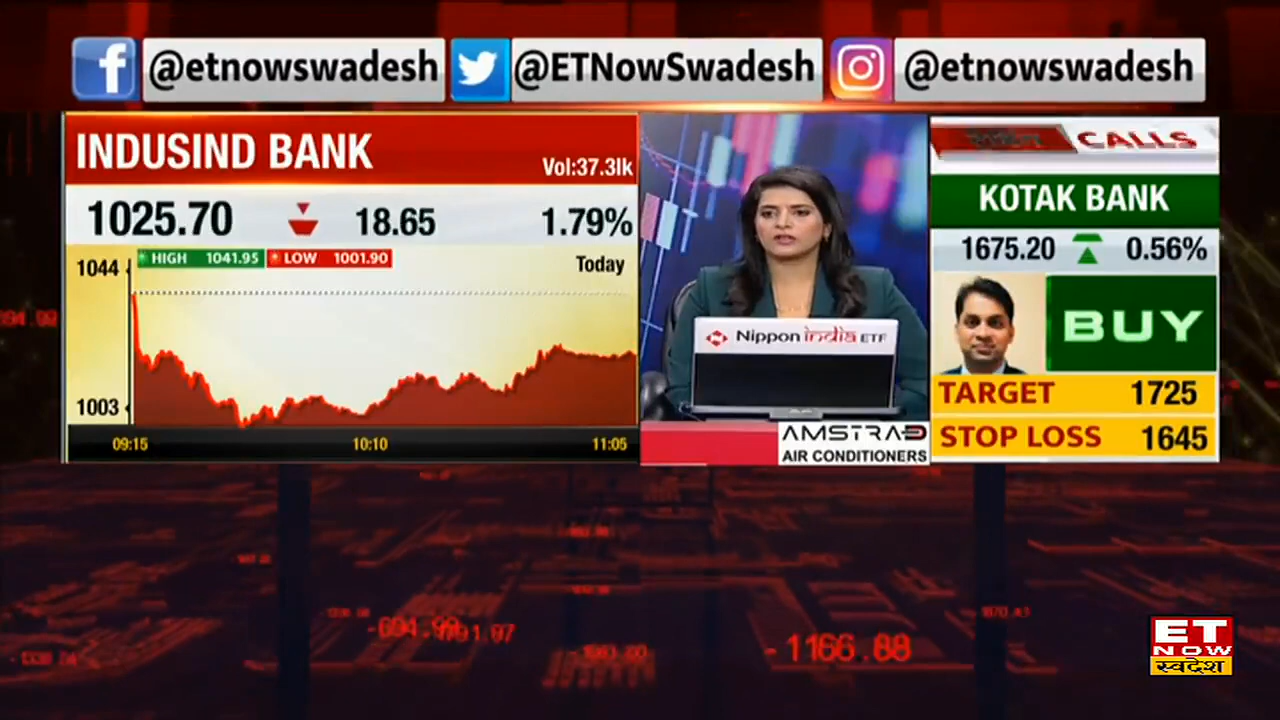 @etnowswadesh
@ETNowSwadesh
@etnowswadesh
INDUSIND BANK
Vol:37.3lk
1025.70 18.65 1.79%
HIGH 1041.95 LOW 1001.90
Today
1044
1003
09:15 10:10 11:05
Nippon india ETF
AMSTRAD
AIR CONDITIONERS
CALLS
KOTAK BANK
1675.20 0.56%
BUY
TARGET 1725
STOP LOSS 1645
-1166.88
ET
NOW
स्वदेश